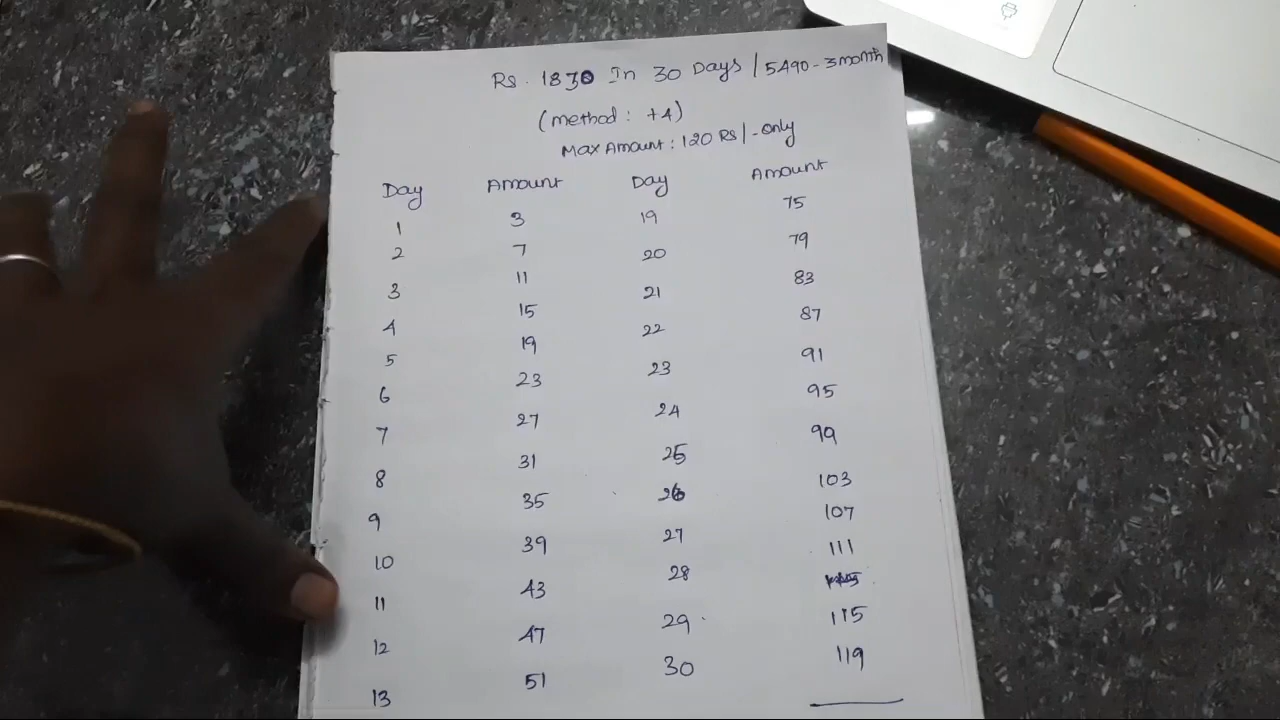 Rs. 1830 In 30 Days / 5490 - 3 month
(method: +4)
Max Amount: 120 Rs/- Only
Day Amount Day Amount
1 3 19 75
2 7 20 79
3 11 21 83
4 15 22 87
5 19 23 91
6 23 24 95
7 27 25 99
8 31 26 103
9 35 27 107
10 39 28 111
11 43 29 115
12 47 30 119
13 51